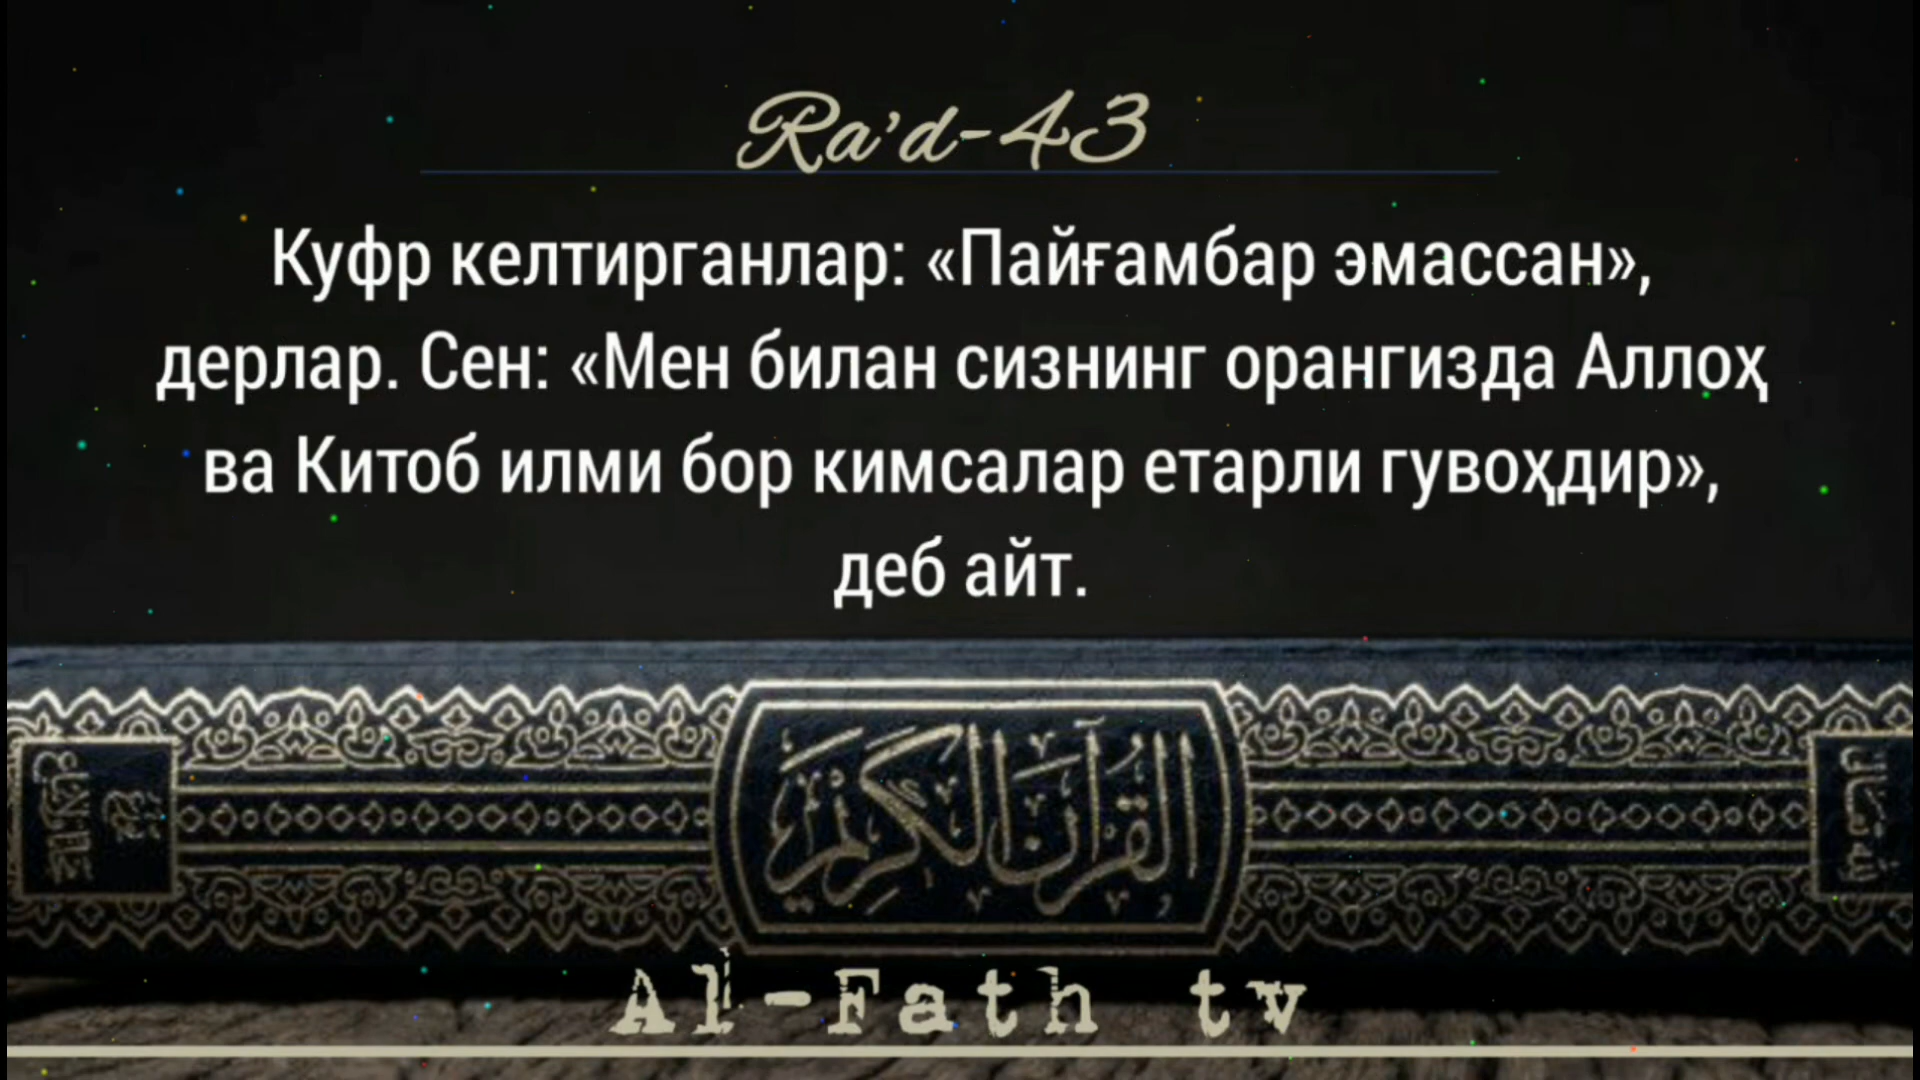 Ra'd-43
Куфр келтирганлар: «Пайғамбар эмассан»,
дерлар. Сен: «Мен билан сизнинг орангизда Аллоҳ
ва Китоб илми бор кимсалар етарли гувоҳдир»,
деб айт.
القرآن الكريم
Al-Fath tv